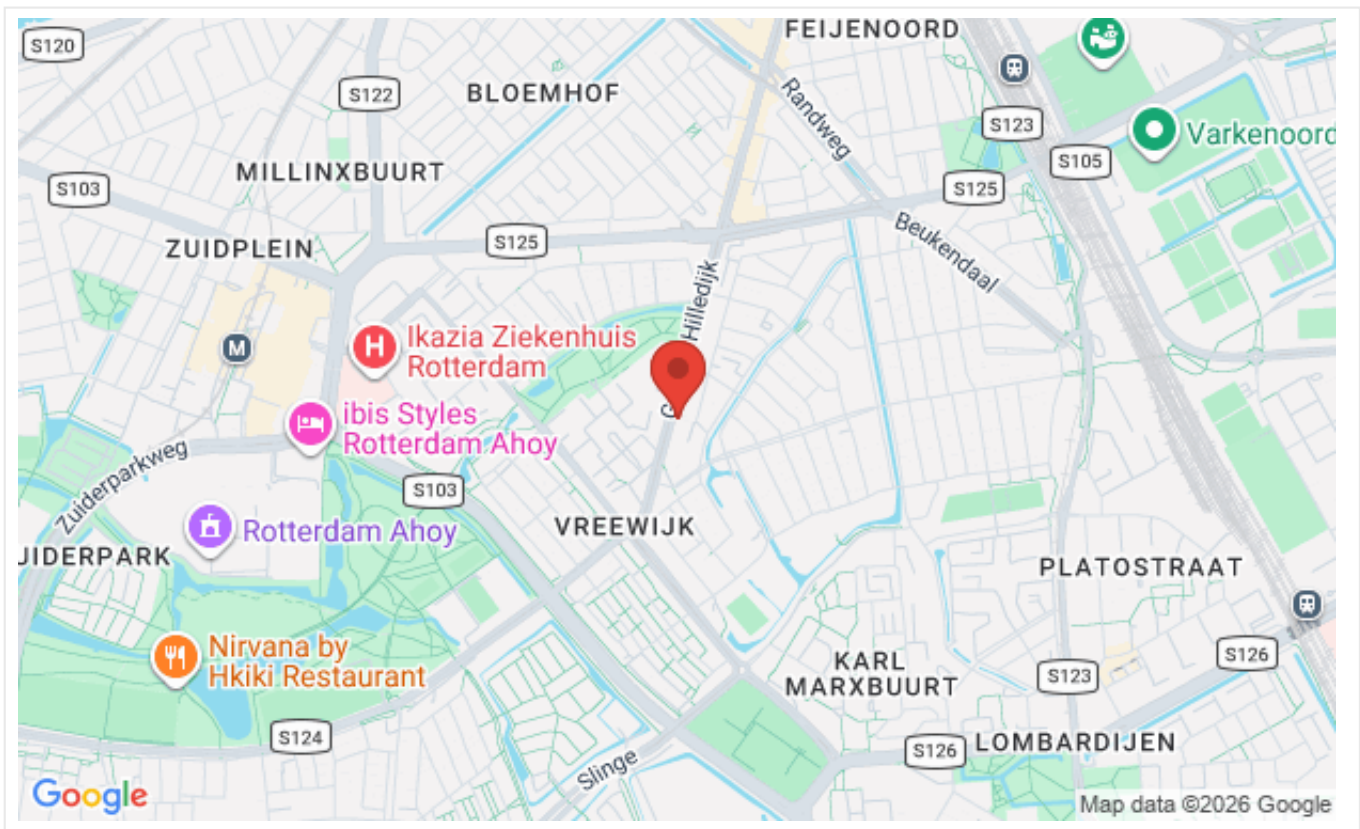 FEIJENOORD
S120
S122
BLOEMHOF
Randweg
S123
Varkenoord
S105
MILLINXBUURT
S103
S125
Beukendaal
ZUIDPLEIN
S125
Hilledijk
M
H
Ikazia Ziekenhuis
Rotterdam
G
ibis Styles
Rotterdam Ahoy
Zuiderparkweg
S103
Rotterdam Ahoy
VREEWIJK
UIDERPARK
PLATOSTRAAT
Nirvana by
Hkiki Restaurant
KARL
MARXBUURT
S126
S123
S124
Slinge
S126
LOMBARDIJEN
Google
Map data ©2026 Google